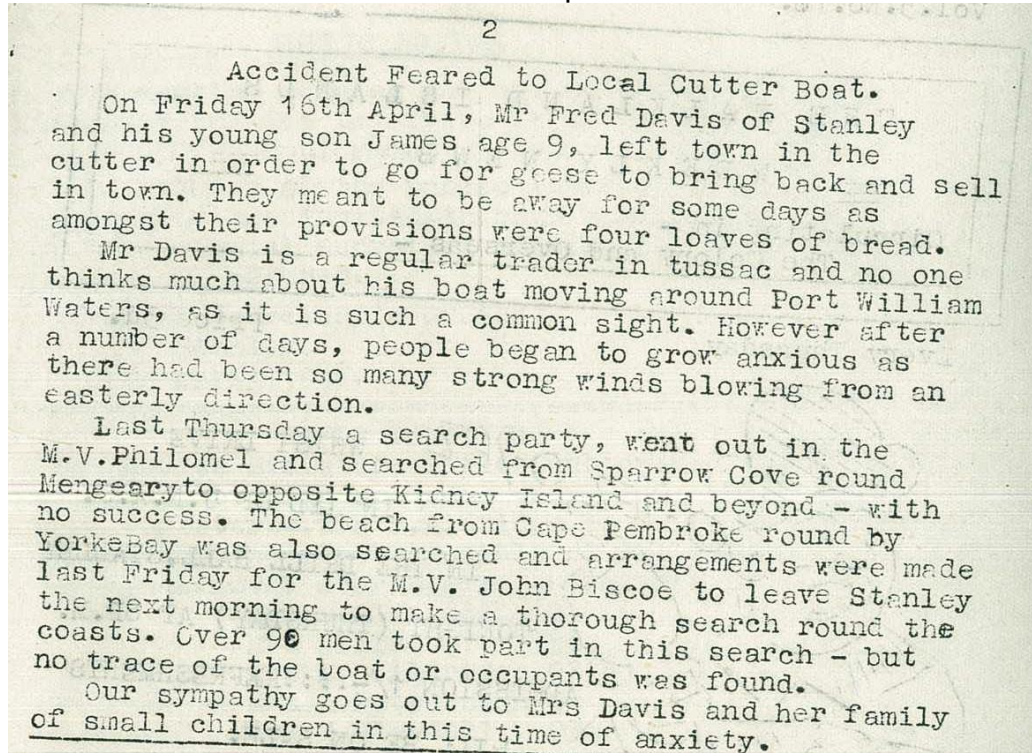 2
Accident Feared to Local Cutter Boat.
On Friday 16th April, Mr Fred Davis of Stanley
and his young son James age 9, left town in the
cutter in order to go for geese to bring back and sell
in town. They meant to be away for some days as
amongst their provisions were four loaves of bread.
Mr Davis is a regular trader in tussac and no one
thinks much about his boat moving around Port William
Waters, as it is such a common sight. However after
a number of days, people began to grow anxious as
there had been so many strong winds blowing from an
easterly direction.
Last Thursday a search party, went out in the
M.V.Philomel and searched from Sparrow Cove round
Mengearyto opposite Kidney Island and beyond - with
no success. The beach from Cape Pembroke round by
YorkeBay was also searched and arrangements were made
last Friday for the M.V. John Biscoe to leave Stanley
the next morning to make a thorough search round the
coasts. Over 90 men took part in this search - but
no trace of the boat or occupants was found.
Our sympathy goes out to Mrs Davis and her family
of small children in this time of anxiety.